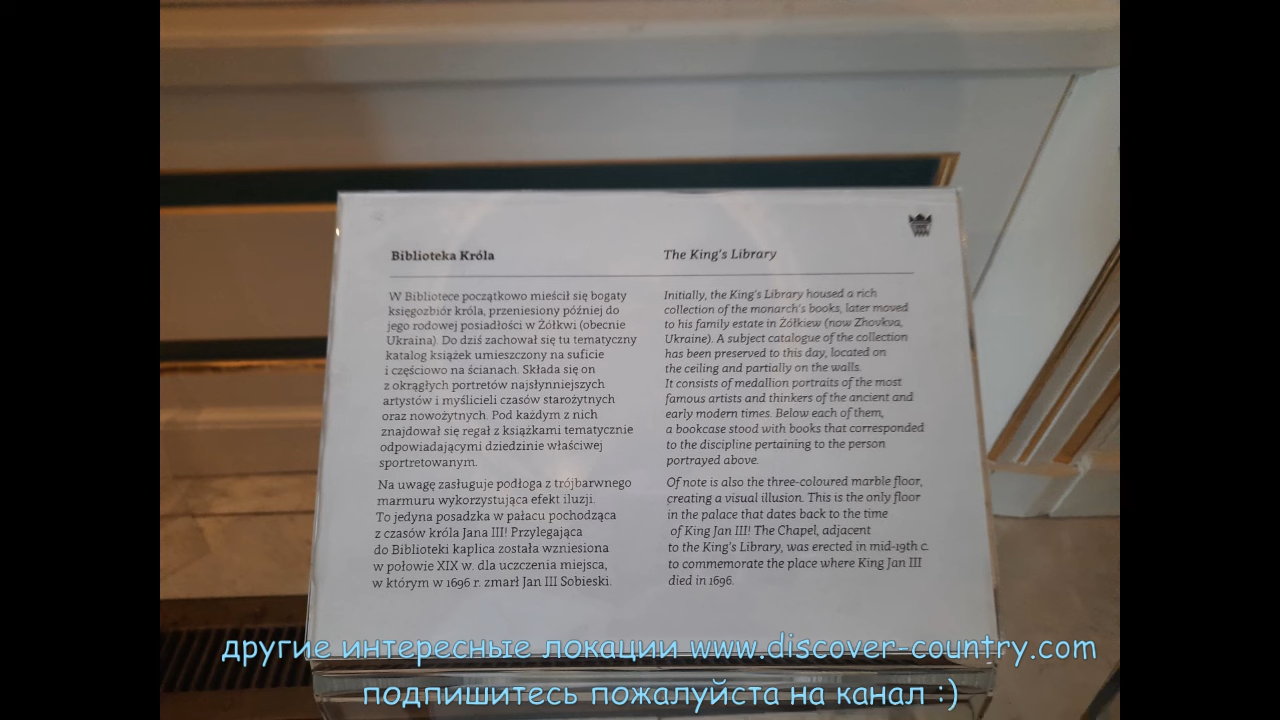 Biblioteka Króla
W Bibliotece początkowo mieścił się bogaty
księgozbiór króla, przeniesiony później do
jego rodowej posiadłości w Żółkwi (obecnie
Ukraina). Do dziś zachował się tu tematyczny
katalog książek umieszczony na suficie
i częściowo na ścianach. Składa się on
z okrągłych portretów najsłynniejszych
artystów i myślicieli czasów starożytnych
oraz nowożytnych. Pod każdym z nich
znajdował się regał z książkami tematycznie
odpowiadającymi dziedzinie właściwej
sportretowanym.
Na uwagę zasługuje podłoga z trójbarwnego
marmuru wykorzystująca efekt iluzji.
To jedyna posadzka w pałacu pochodząca
z czasów króla Jana III! Przylegająca
do Biblioteki kaplica została wzniesiona
w połowie XIX w. dla uczczenia miejsca,
w którym w 1696 r. zmarł Jan III Sobieski.
The King's Library
Initially, the King's Library housed a rich
collection of the monarch's books, later moved
to his family estate in Żółkiew (now Zhovkva,
Ukraine). A subject catalogue of the collection
has been preserved to this day, located on
the ceiling and partially on the walls.
It consists of medallion portraits of the most
famous artists and thinkers of the ancient and
early modern times. Below each of them,
a bookcase stood with books that corresponded
to the discipline pertaining to the person
portrayed above.
Of note is also the three-coloured marble floor,
creating a visual illusion. This is the only floor
in the palace that dates back to the time
of King Jan III! The Chapel, adjacent
to the King's Library, was erected in mid-19th c.
to commemorate the place where King Jan III
died in 1696.
другие интересные локации www.discover-country.com
подпишитесь пожалуйста на канал :)